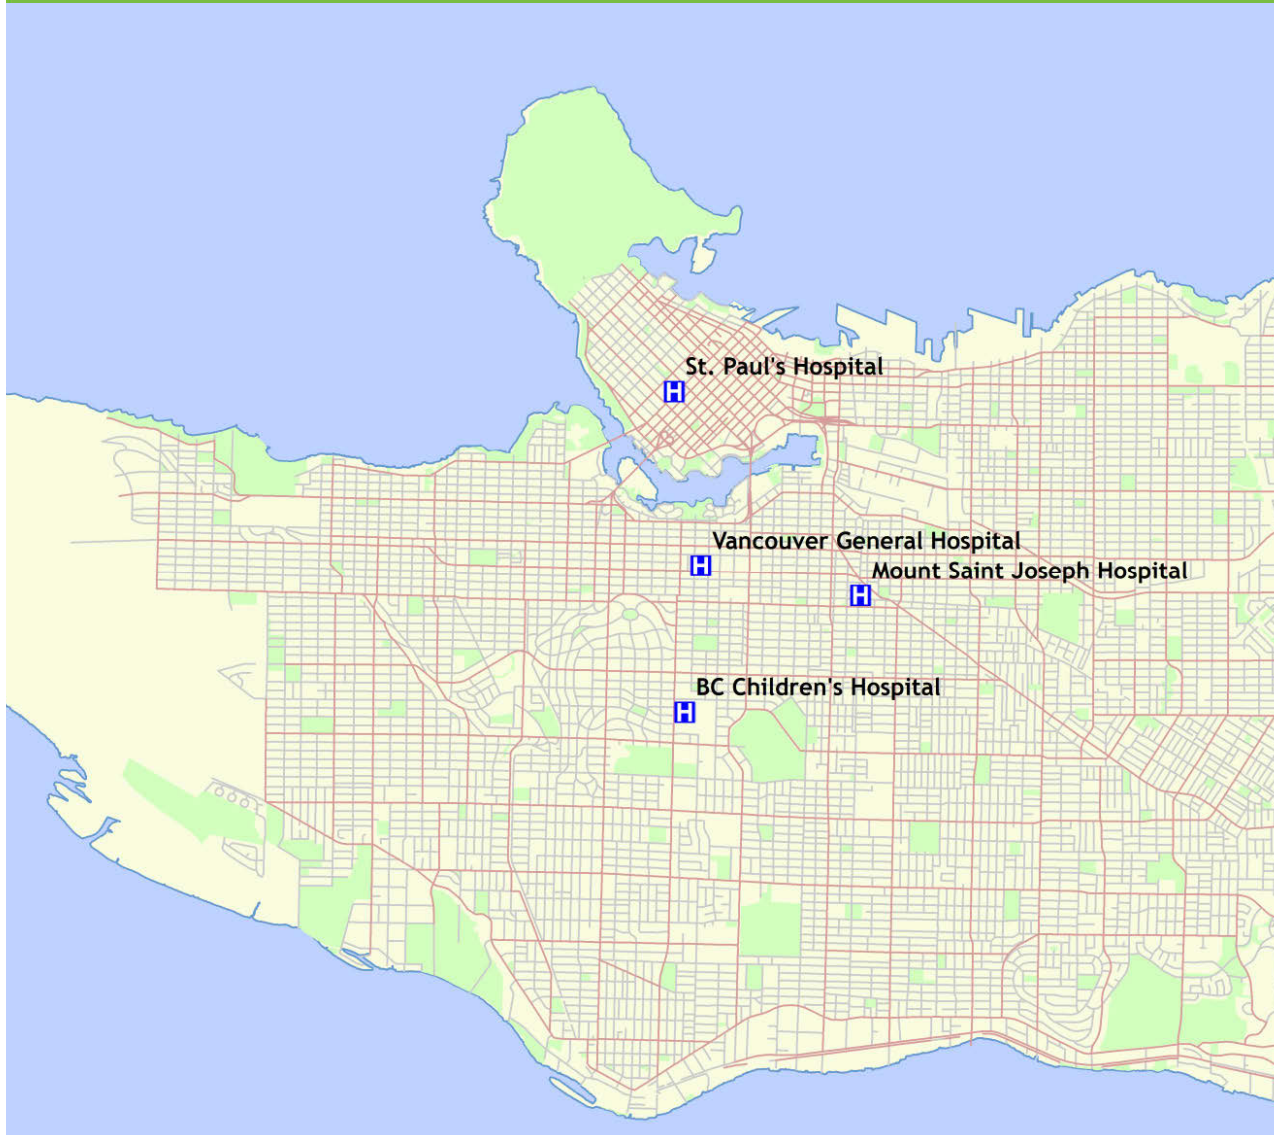 St. Paul's Hospital
H
Vancouver General Hospital
H
Mount Saint Joseph Hospital
H
BC Children's Hospital
H